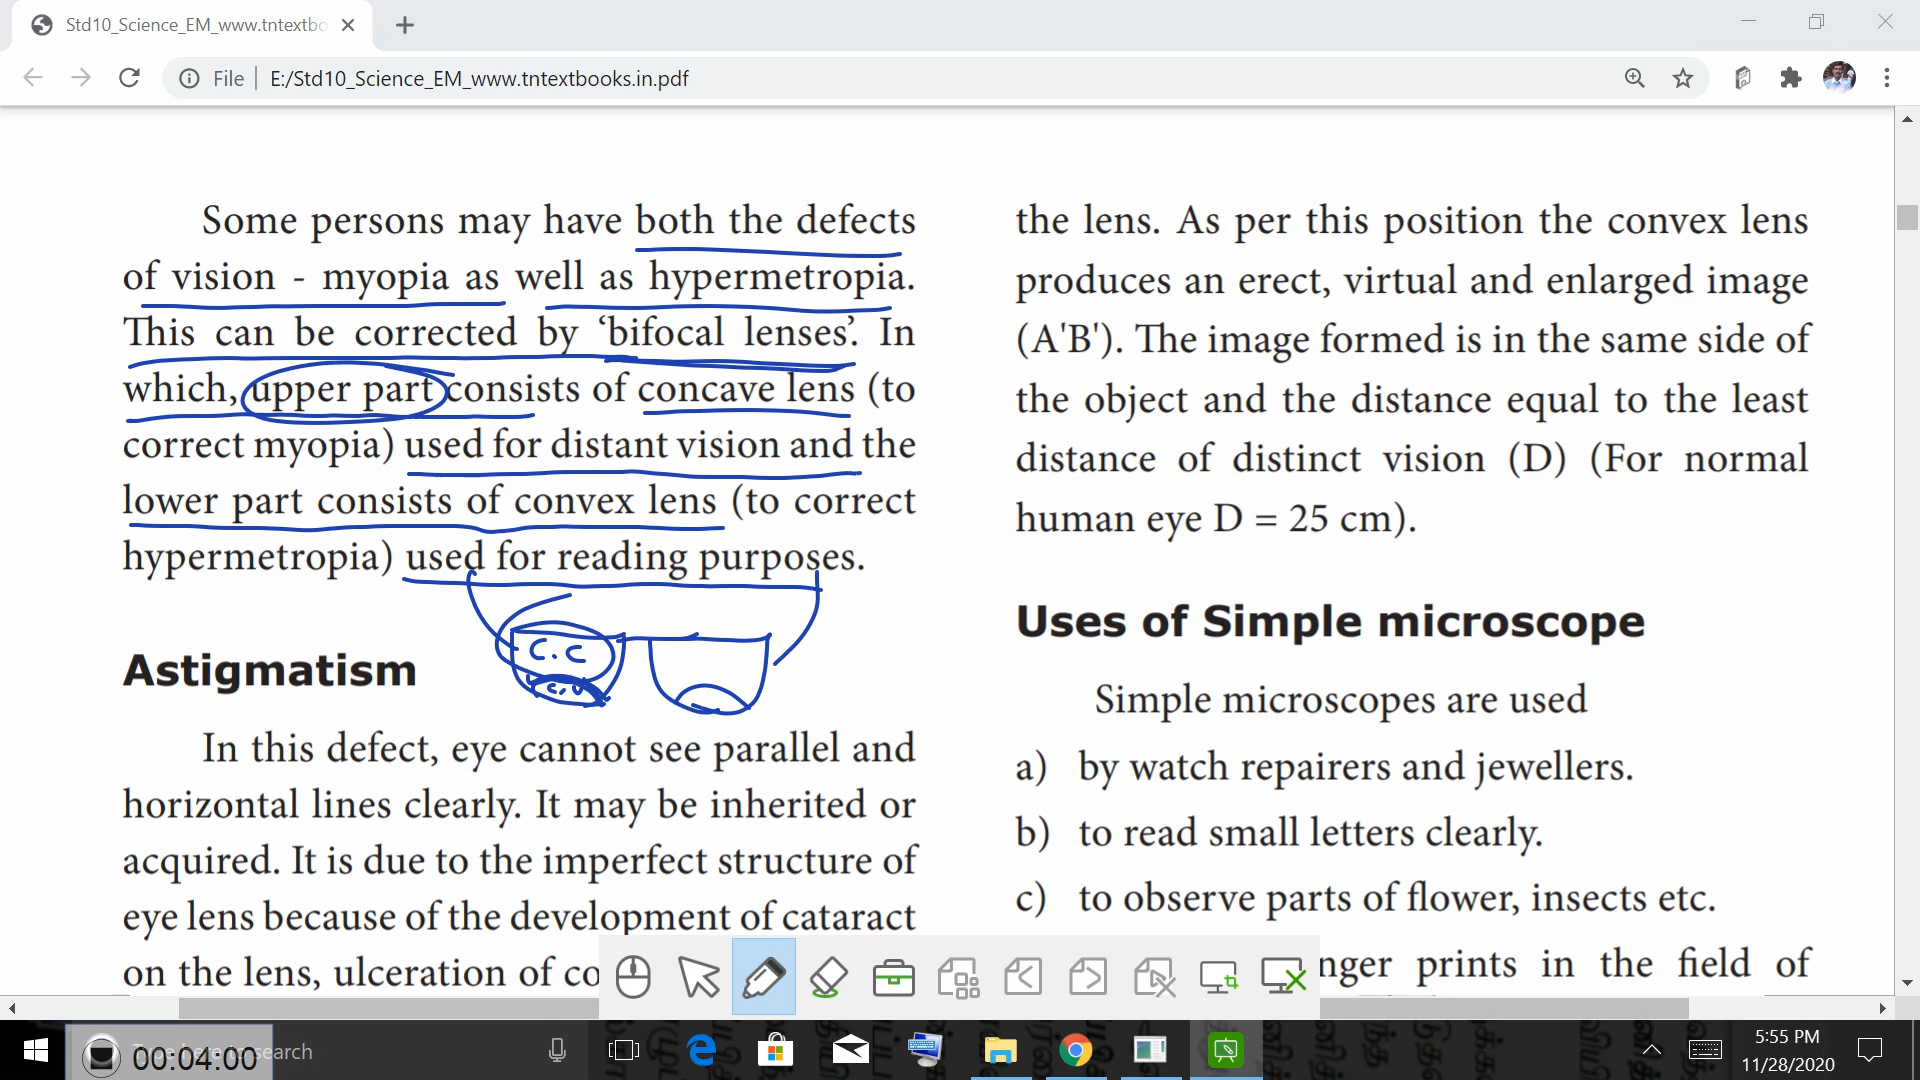 Std10_Science_EM_www.tntextbo
File
E:/Std10_Science_EM_www.tntextbooks.in.pdf
Some persons may have both the defects
of vision - myopia as well as hypermetropia.
This can be corrected by ‘bifocal lenses’. In
which, upper part consists of concave lens (to
correct myopia) used for distant vision and the
lower part consists of convex lens (to correct
hypermetropia) used for reading purposes.
C.C
C.V
Astigmatism
In this defect, eye cannot see parallel and
horizontal lines clearly. It may be inherited or
acquired. It is due to the imperfect structure of
eye lens because of the development of cataract
on the lens, ulceration of co
the lens. As per this position the convex lens
produces an erect, virtual and enlarged image
(A'B'). The image formed is in the same side of
the object and the distance equal to the least
distance of distinct vision (D) (For normal
human eye D = 25 cm).
Uses of Simple microscope
Simple microscopes are used
a) by watch repairers and jewellers.
b) to read small letters clearly.
c) to observe parts of flower, insects etc.
nger prints in the field of
Type here to search
00:04:00
5:55 PM
11/28/2020